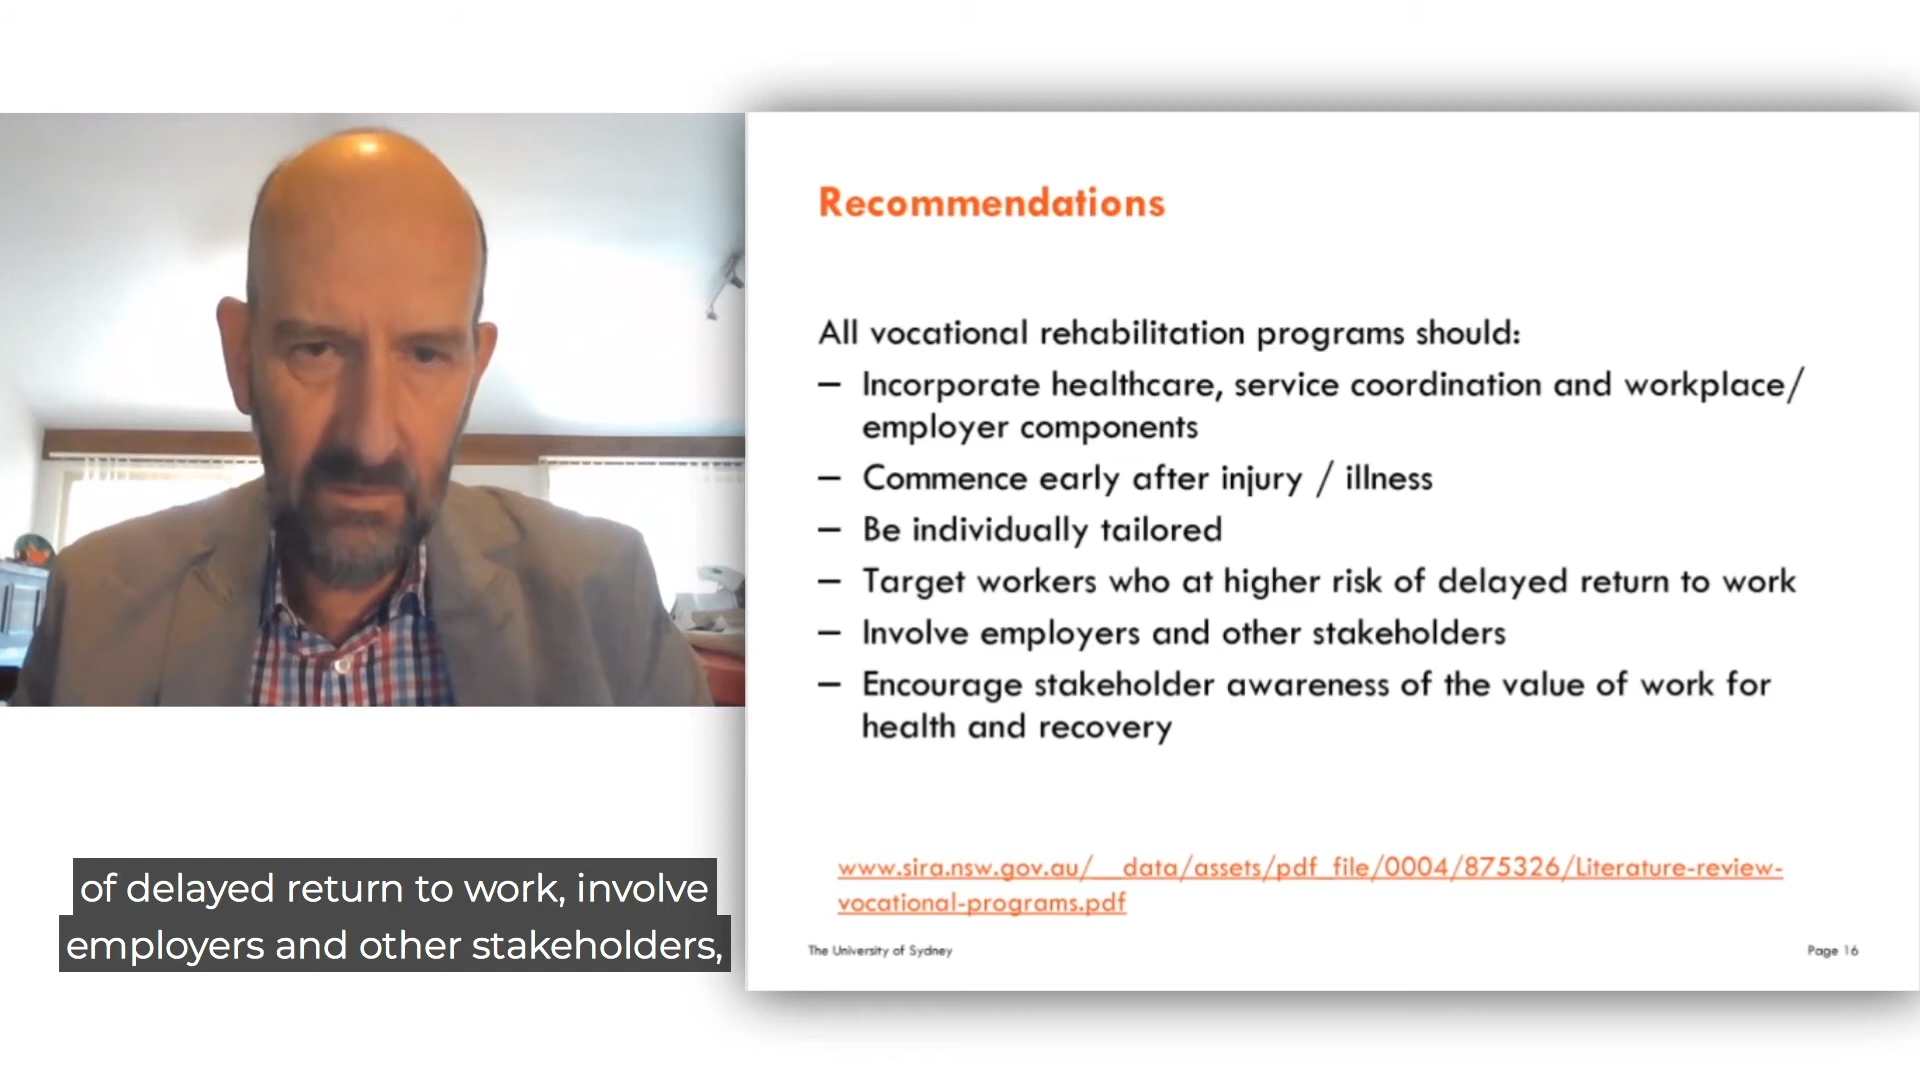 Recommendations
All vocational rehabilitation programs should:
– Incorporate healthcare, service coordination and workplace/
employer components
– Commence early after injury / illness
– Be individually tailored
– Target workers who at higher risk of delayed return to work
– Involve employers and other stakeholders
– Encourage stakeholder awareness of the value of work for
health and recovery
www.sira.nsw.gov.au/__data/assets/pdf_file/0004/875326/Literature-review-
vocational-programs.pdf
The University of Sydney
Page 16
of delayed return to work, involve
employers and other stakeholders,